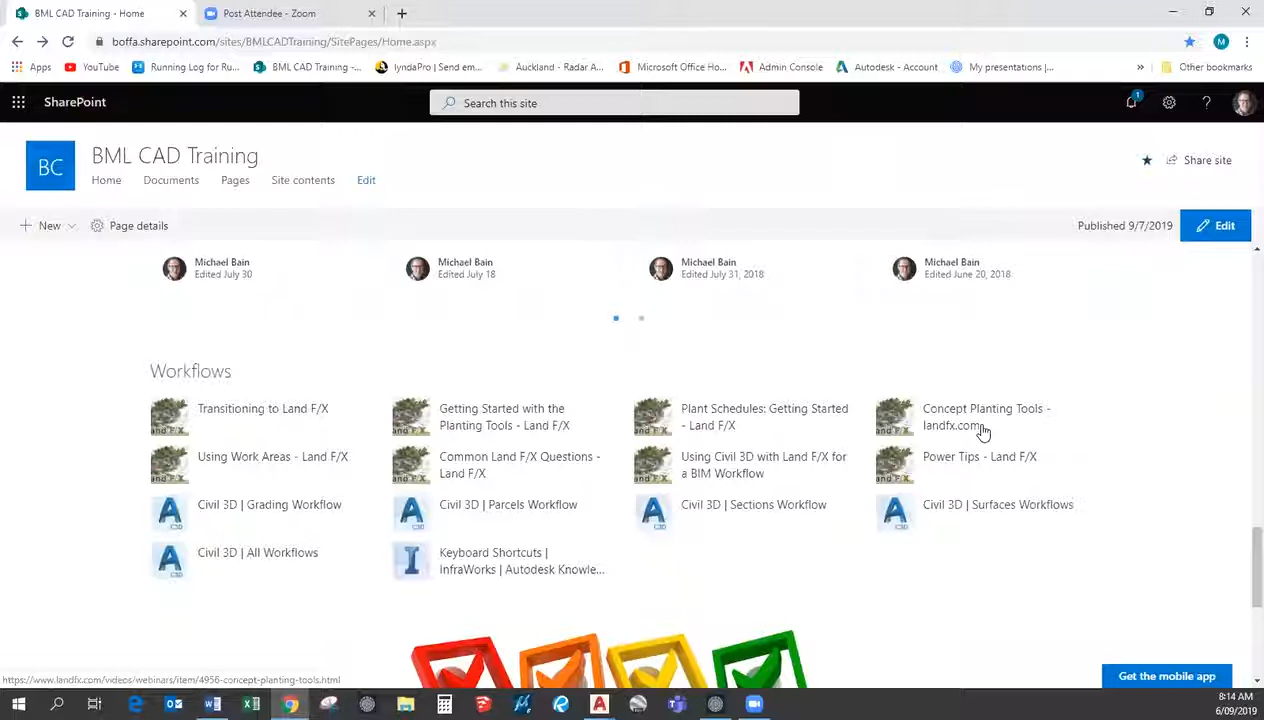 BML CAD Training - Home
Post Attendee - Zoom
boffa.sharepoint.com/sites/BMLCADTraining/SitePages/Home.aspx
M
Apps
YouTube
Running Log for Ru...
BML CAD Training -...
lyndaPro | Send em...
Auckland - Radar A...
Microsoft Office Ho...
Admin Console
Autodesk - Account
My presentations |...
Other bookmarks
SharePoint
Search this site
1
BC
BML CAD Training
Home
Documents
Pages
Site contents
Edit
Share site
New
Page details
Published 9/7/2019
Edit
Michael Bain
Edited July 30
Michael Bain
Edited July 18
Michael Bain
Edited July 31, 2018
Michael Bain
Edited June 20, 2018
Workflows
Transitioning to Land F/X
Getting Started with the
Planting Tools - Land F/X
Plant Schedules: Getting Started
- Land F/X
Concept Planting Tools -
landfx.com
Using Work Areas - Land F/X
Common Land F/X Questions -
Land F/X
Using Civil 3D with Land F/X for
a BIM Workflow
Power Tips - Land F/X
Civil 3D | Grading Workflow
Civil 3D | Parcels Workflow
Civil 3D | Sections Workflow
Civil 3D | Surfaces Workflows
Civil 3D | All Workflows
Keyboard Shortcuts |
InfraWorks | Autodesk Knowle...
Get the mobile app
https://www.landfx.com/videos/webinars/item/4956-concept-planting-tools.html
8:14 AM
6/09/2019